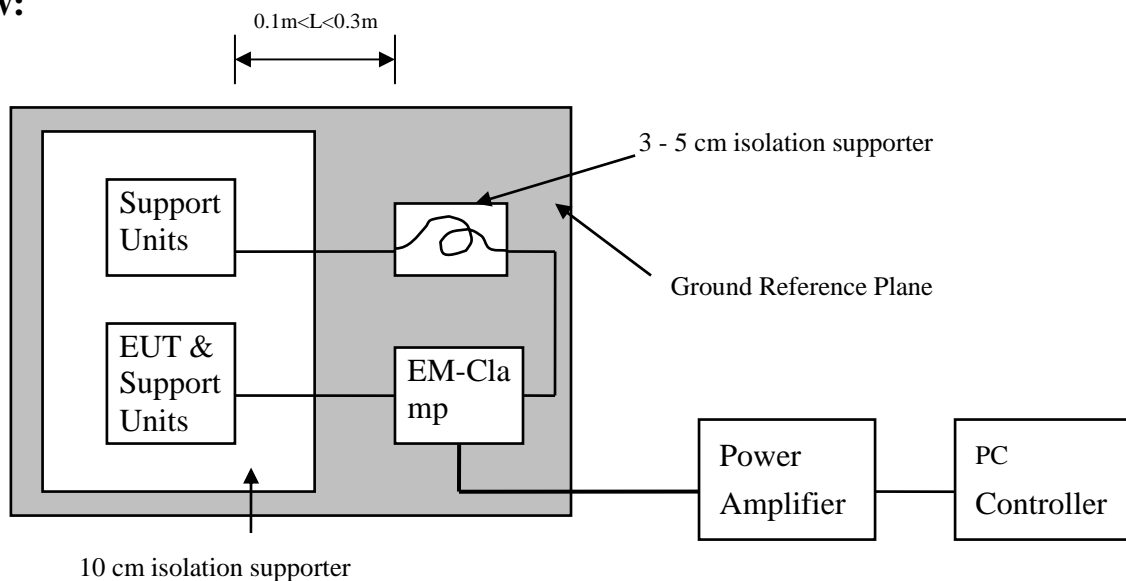 0.1m<L<0.3m
3 - 5 cm isolation supporter
Support
Units
Ground Reference Plane
EUT &
Support
Units
EM-Cla
mp
Power
Amplifier
PC
Controller
10 cm isolation supporter